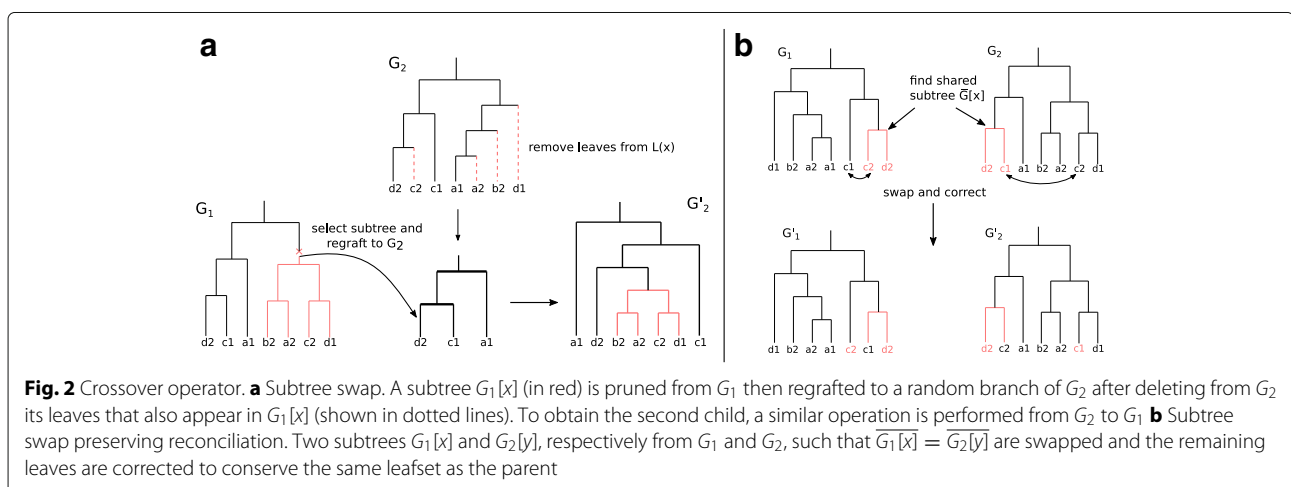 a
G2
d2 c2 c1 a1 a2 b2 d1
remove leaves from L(x)
G1
select subtree and
regraft to G2
x
d2 c1 a1 b2 a2 c2 d1
d2 c1 a1
G'2
a1 d2 b2 a2 c2 d1 c1
b
G1
G2
find shared
subtree G̅[x]
d1 b2 a2 a1 c1 c2 d2
d2 c1 a1 b2 a2 c2 d1
swap and correct
G'1
G'2
d1 b2 a2 a1 c2 c1 d2
d2 c2 a1 b2 a2 c1 d1
Fig. 2 Crossover operator. a Subtree swap. A subtree G1[x] (in red) is pruned from G1 then regrafted to a random branch of G2 after deleting from G2
its leaves that also appear in G1[x] (shown in dotted lines). To obtain the second child, a similar operation is performed from G2 to G1 b Subtree
swap preserving reconciliation. Two subtrees G1[x] and G2[y], respectively from G1 and G2, such that \overline{G1[x]} = \overline{G2[y]} are swapped and the remaining
leaves are corrected to conserve the same leafset as the parent